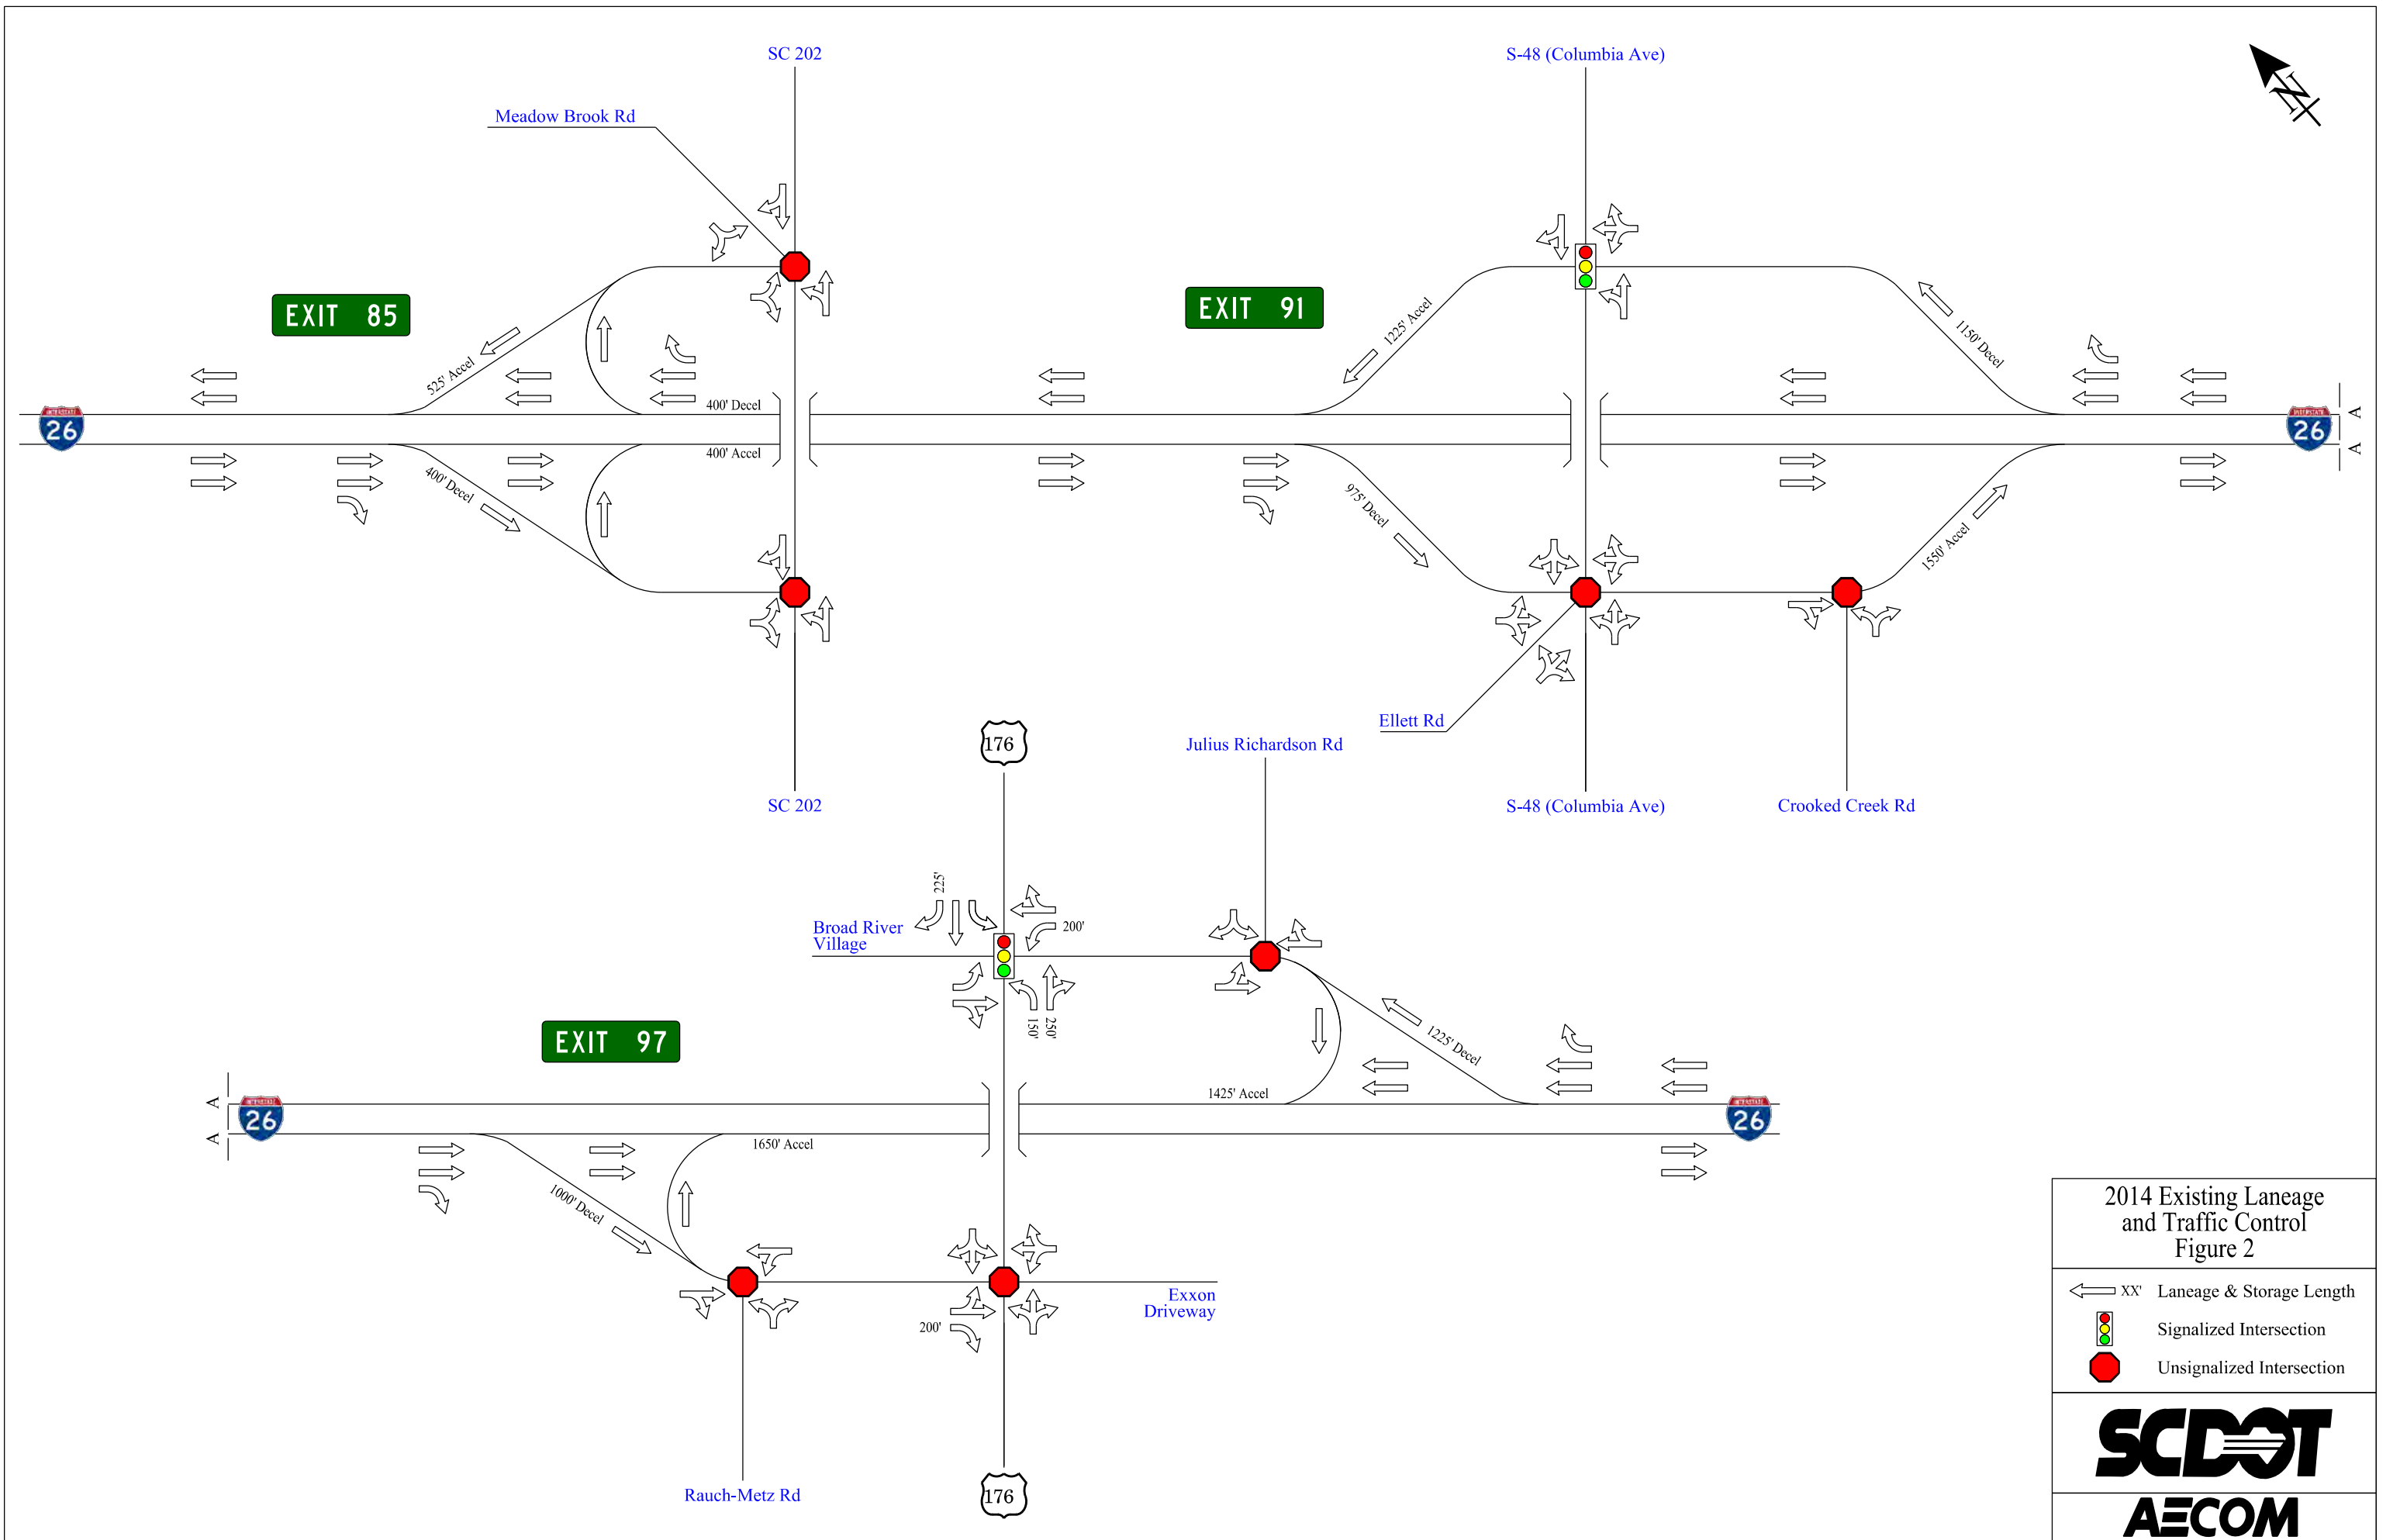 SC 202
S-48 (Columbia Ave)
N
Meadow Brook Rd
EXIT 85
EXIT 91
525' Accel
1225' Accel
1150' Decel
400' Decel
INTERSTATE
26
INTERSTATE
26
A
A
400' Accel
400' Decel
975' Decel
1550' Accel
Ellett Rd
SC 202
S-48 (Columbia Ave)
Crooked Creek Rd
176
Julius Richardson Rd
225'
200'
Broad River
Village
150'
250'
EXIT 97
1225' Decel
1425' Accel
A
A
INTERSTATE
26
INTERSTATE
26
1650' Accel
1000' Decel
Exxon
Driveway
200'
Rauch-Metz Rd
176
2014 Existing Laneage
and Traffic Control
Figure 2
XX' Laneage & Storage Length
Signalized Intersection
Unsignalized Intersection
SCDOT
AECOM